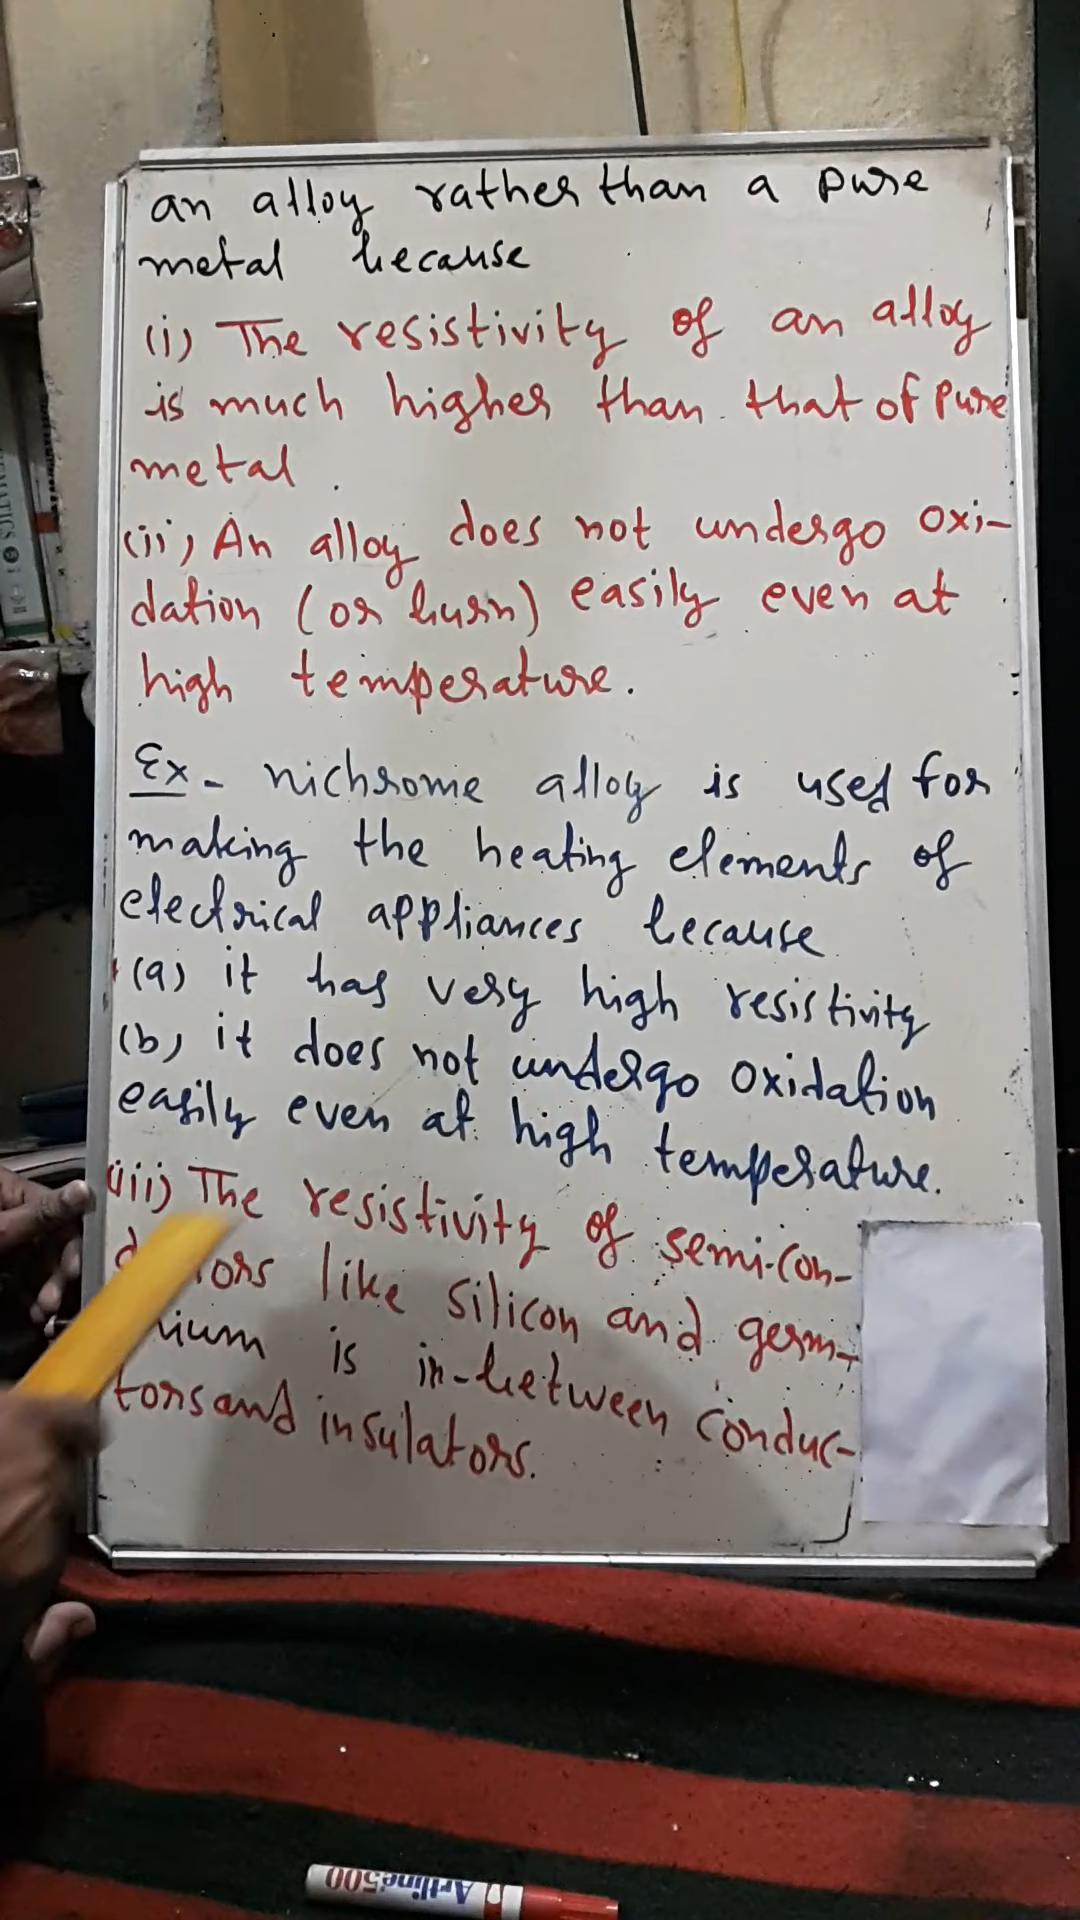 an alloy rather than a pure
metal because
(i) The resistivity of an alloy
is much higher than that of pure
metal.
(ii) An alloy does not undergo oxi-
dation (or burn) easily even at
high temperature.
Ex - nichrome alloy is used for
making the heating elements of
electrical appliances because
(a) it has very high resistivity
(b) it does not undergo oxidation
easily even at high temperature.
(iii) The resistivity of semi-con-
tors like silicon and germ-
nium is in-between conduc-
tors and insulators.
Artline 500